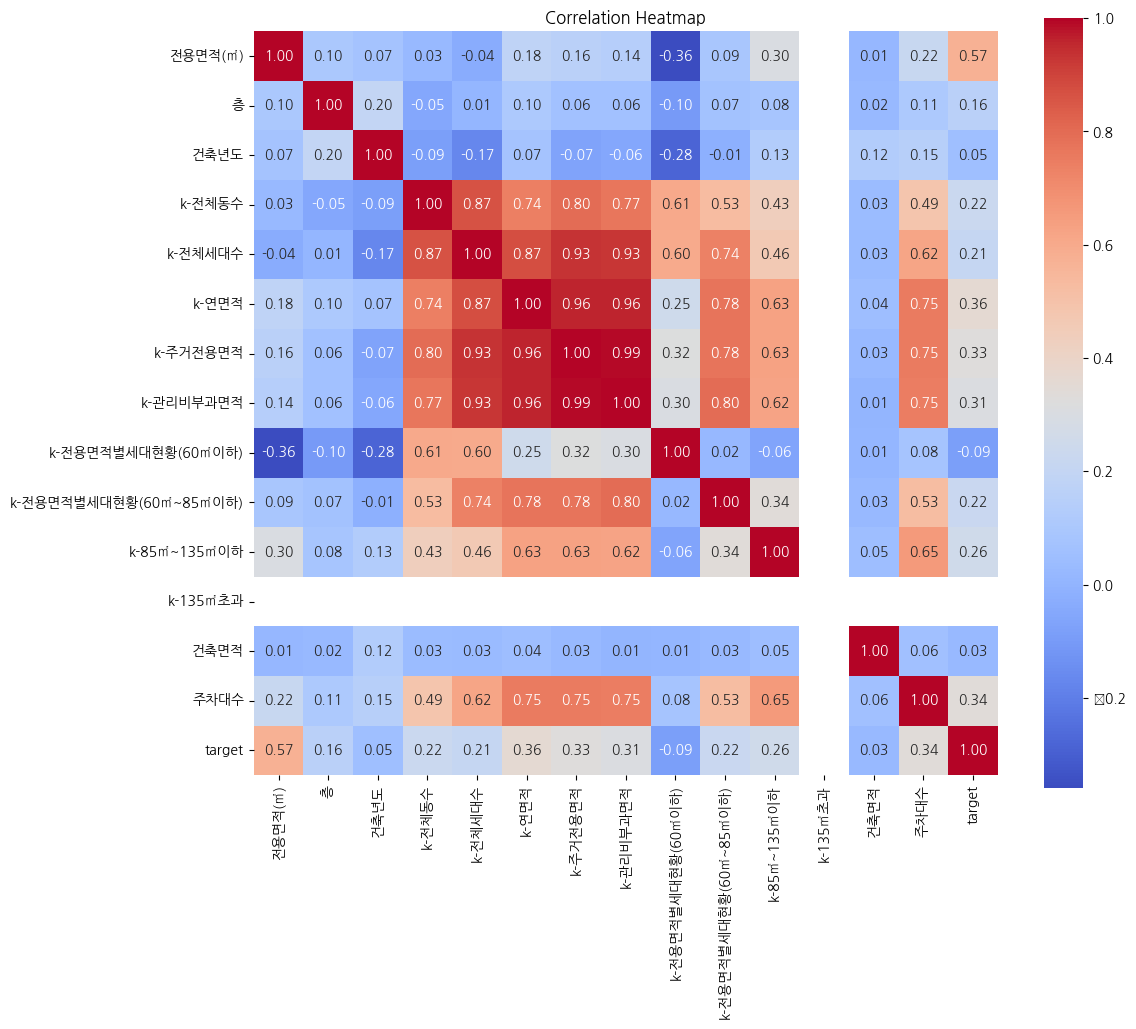 Correlation Heatmap
전용면적(㎡) 1.00 0.10 0.07 0.03 -0.04 0.18 0.16 0.14 -0.36 0.09 0.30 0.01 0.22 0.57
층 0.10 1.00 0.20 -0.05 0.01 0.10 0.06 0.06 -0.10 0.07 0.08 0.02 0.11 0.16
건축년도 0.07 0.20 1.00 -0.09 -0.17 0.07 -0.07 -0.06 -0.28 -0.01 0.13 0.12 0.15 0.05
k-전체동수 0.03 -0.05 -0.09 1.00 0.87 0.74 0.80 0.77 0.61 0.53 0.43 0.03 0.49 0.22
k-전체세대수 -0.04 0.01 -0.17 0.87 1.00 0.87 0.93 0.93 0.60 0.74 0.46 0.03 0.62 0.21
k-연면적 0.18 0.10 0.07 0.74 0.87 1.00 0.96 0.96 0.25 0.78 0.63 0.04 0.75 0.36
k-주거전용면적 0.16 0.06 -0.07 0.80 0.93 0.96 1.00 0.99 0.32 0.78 0.63 0.03 0.75 0.33
k-관리비부과면적 0.14 0.06 -0.06 0.77 0.93 0.96 0.99 1.00 0.30 0.80 0.62 0.01 0.75 0.31
k-전용면적별세대현황(60㎡이하) -0.36 -0.10 -0.28 0.61 0.60 0.25 0.32 0.30 1.00 0.02 -0.06 0.01 0.08 -0.09
k-전용면적별세대현황(60㎡~85㎡이하) 0.09 0.07 -0.01 0.53 0.74 0.78 0.78 0.80 0.02 1.00 0.34 0.03 0.53 0.22
k-85㎡~135㎡이하 0.30 0.08 0.13 0.43 0.46 0.63 0.63 0.62 -0.06 0.34 1.00 0.05 0.65 0.26
k-135㎡초과
건축면적 0.01 0.02 0.12 0.03 0.03 0.04 0.03 0.01 0.01 0.03 0.05 1.00 0.06 0.03
주차대수 0.22 0.11 0.15 0.49 0.62 0.75 0.75 0.75 0.08 0.53 0.65 0.06 1.00 0.34
target 0.57 0.16 0.05 0.22 0.21 0.36 0.33 0.31 -0.09 0.22 0.26 0.03 0.34 1.00
전용면적(㎡)
층
건축년도
k-전체동수
k-전체세대수
k-연면적
k-주거전용면적
k-관리비부과면적
k-전용면적별세대현황(60㎡이하)
k-전용면적별세대현황(60㎡~85㎡이하)
k-85㎡~135㎡이하
k-135㎡초과
건축면적
주차대수
target
1.0
0.8
0.6
0.4
0.2
0.0
0.2